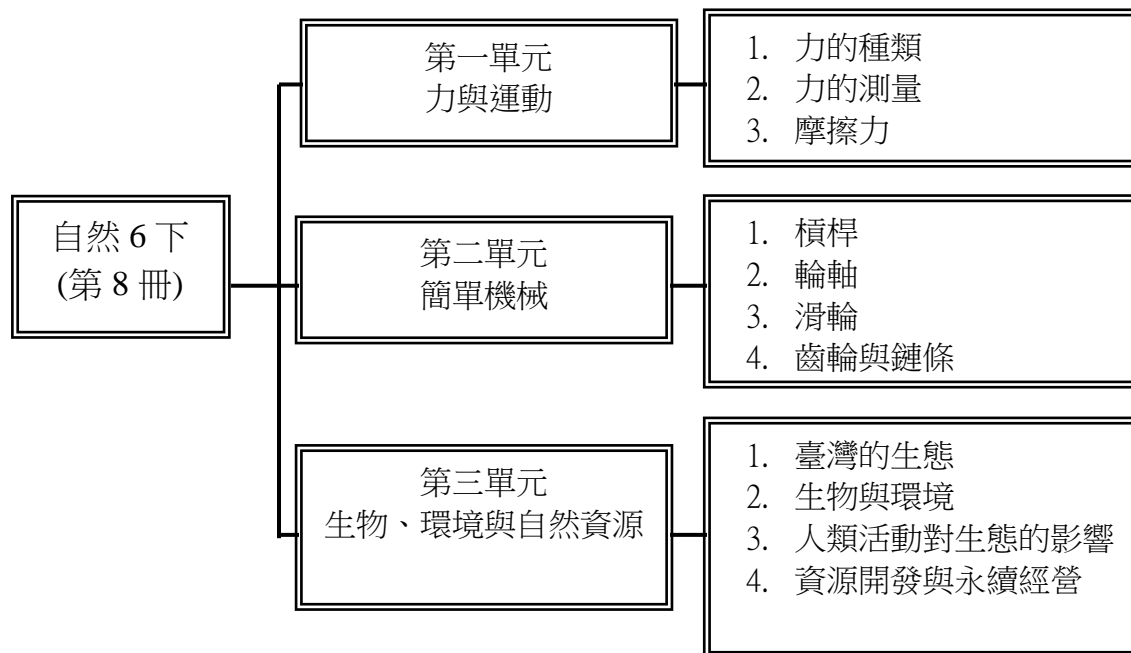 自然 6 下
(第 8 冊)
第一單元
力與運動
1. 力的種類
2. 力的測量
3. 摩擦力
第二單元
簡單機械
1. 槓桿
2. 輪軸
3. 滑輪
4. 齒輪與鏈條
第三單元
生物、環境與自然資源
1. 臺灣的生態
2. 生物與環境
3. 人類活動對生態的影響
4. 資源開發與永續經營